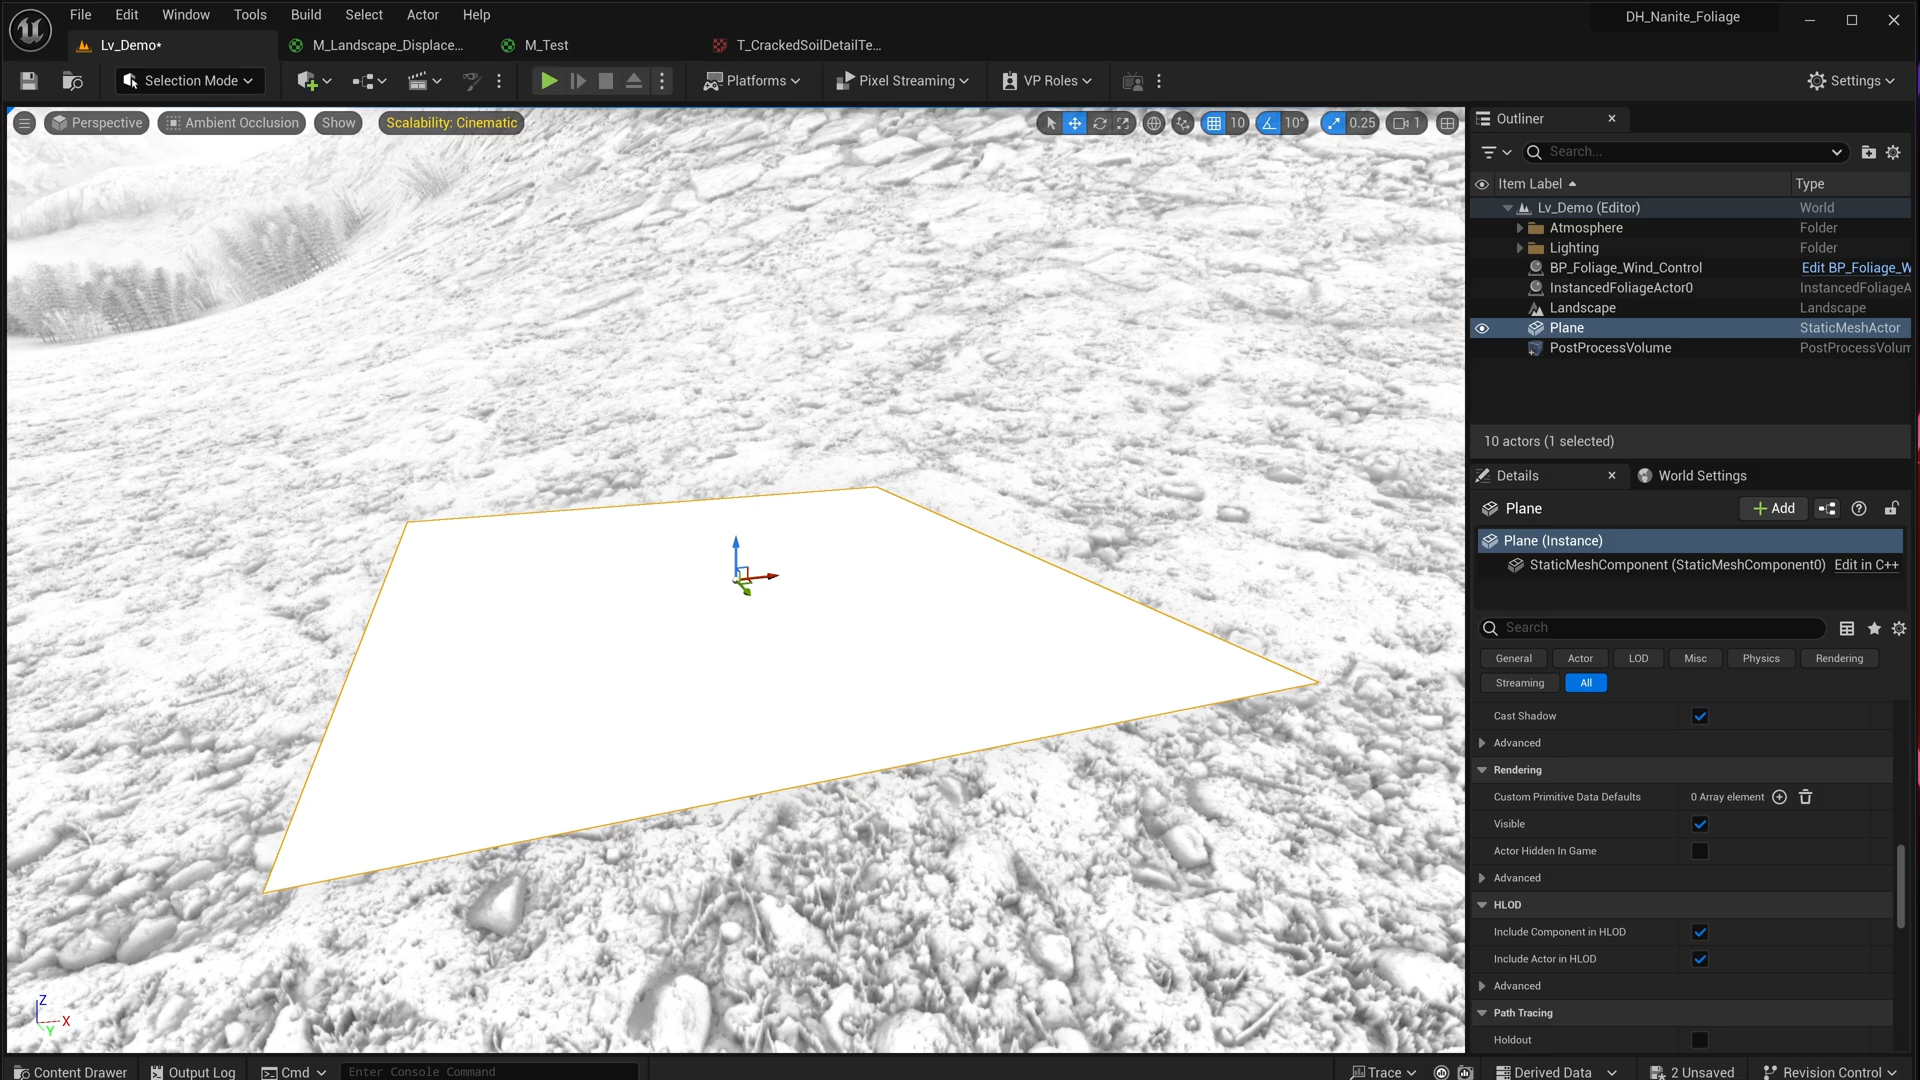 File Edit Window Tools Build Select Actor Help
DH_Nanite_Foliage
Lv_Demo*
M_Landscape_Displace...
M_Test
T_CrackedSoilDetailTe...
Selection Mode
Platforms
Pixel Streaming
VP Roles
Settings
Perspective
Ambient Occlusion
Show
Scalability: Cinematic
10
10°
0.25
1
Outliner
Search...
Item Label
Type
Lv_Demo (Editor) World
Atmosphere Folder
Lighting Folder
BP_Foliage_Wind_Control Edit BP_Foliage_W
InstancedFoliageActor0 InstancedFoliageA
Landscape Landscape
Plane StaticMeshActor
PostProcessVolume PostProcessVolum
10 actors (1 selected)
Details
World Settings
Plane
Add
Plane (Instance)
StaticMeshComponent (StaticMeshComponent0) Edit in C++
Search
General Actor LOD Misc Physics Rendering
Streaming All
Cast Shadow
Advanced
Rendering
Custom Primitive Data Defaults 0 Array element
Visible
Actor Hidden In Game
Advanced
HLOD
Include Component in HLOD
Include Actor in HLOD
Advanced
Path Tracing
Holdout
Z
X
Y
Content Drawer
Output Log
Cmd
Enter Console Command
Trace
Derived Data
2 Unsaved
Revision Control